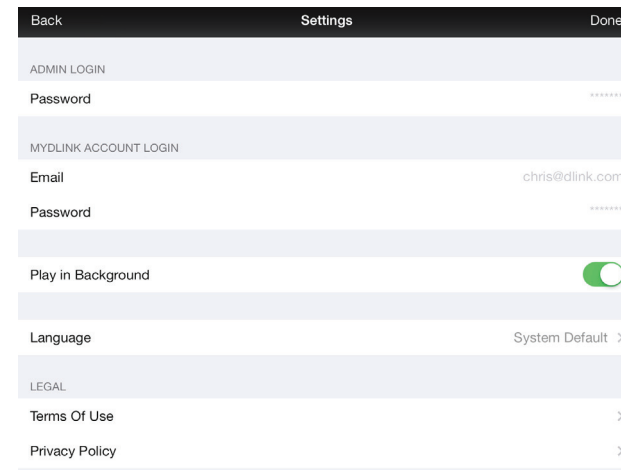 Back Settings Done
ADMIN LOGIN
Password ******
MYDLINK ACCOUNT LOGIN
Email chris@dlink.com
Password ******
Play in Background
Language System Default >
LEGAL
Terms Of Use >
Privacy Policy >